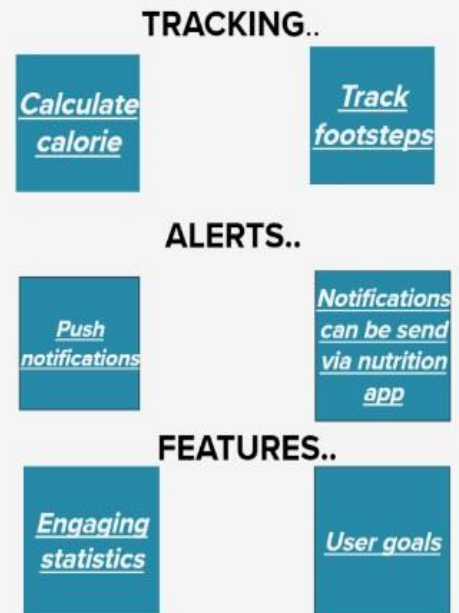 TRACKING..
Calculate
calorie
Track
footsteps
ALERTS..
Push
notifications
Notifications
can be send
via nutrition
app
FEATURES..
Engaging
statistics
User goals